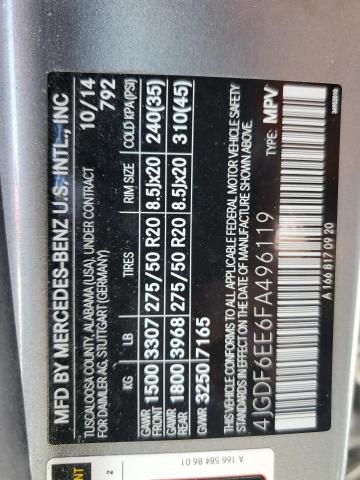 MFD BY MERCEDES-BENZ U.S. INTL., INC
TUSCALOOSA COUNTY, ALABAMA (USA), UNDER CONTRACT 10/14
FOR DAIMLER AG, STUTTGART (GERMANY) 792
KG LB TIRES RIM SIZE COLD KPA (PSI)
GAWR FRONT 1500 3307 275/50 R20 8.5Jx20 240(35)
GAWR REAR 1800 3968 275/50 R20 8.5Jx20 310(45)
GVWR 3250 7165
THIS VEHICLE CONFORMS TO ALL APPLICABLE FEDERAL MOTOR VEHICLE SAFETY
STANDARDS IN EFFECT ON THE DATE OF MANUFACTURE SHOWN ABOVE.
4JGDF6EE6FA496119 TYPE: MPV
A 166 817 09 20
A 166 584 86 01
2